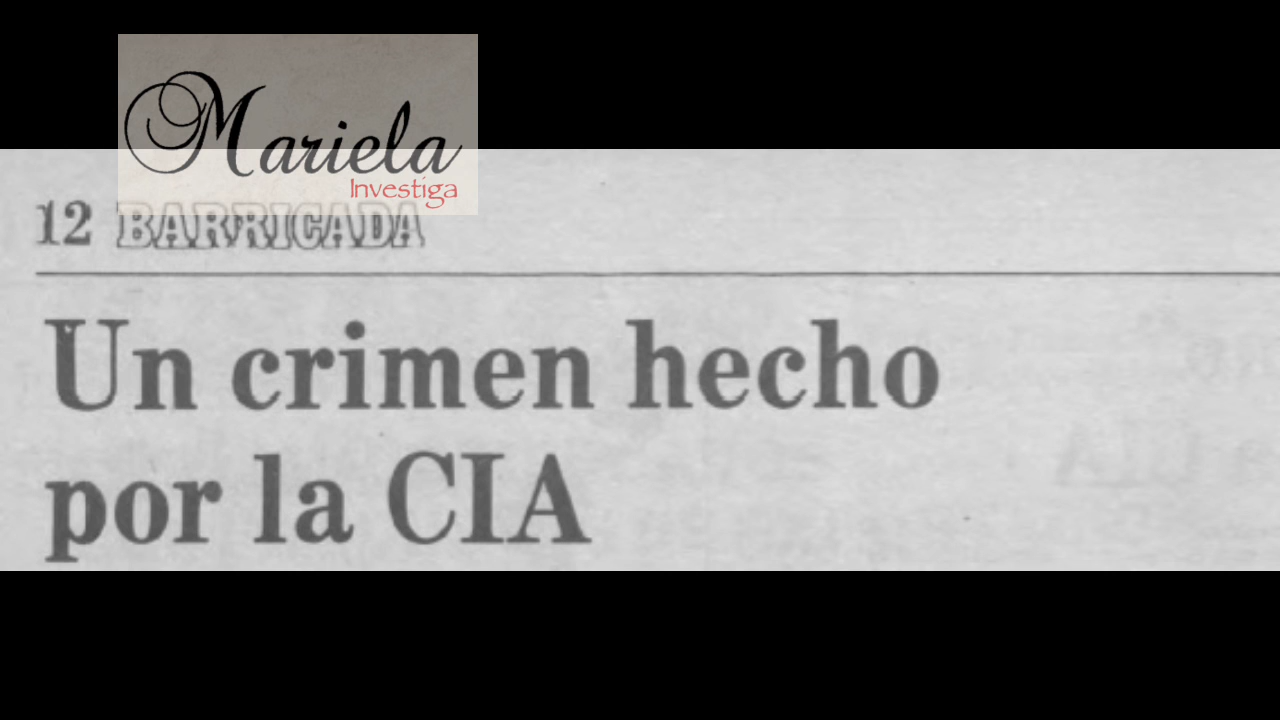 Mariela
Investiga
12 BARRICADA
Un crimen hecho
por la CIA